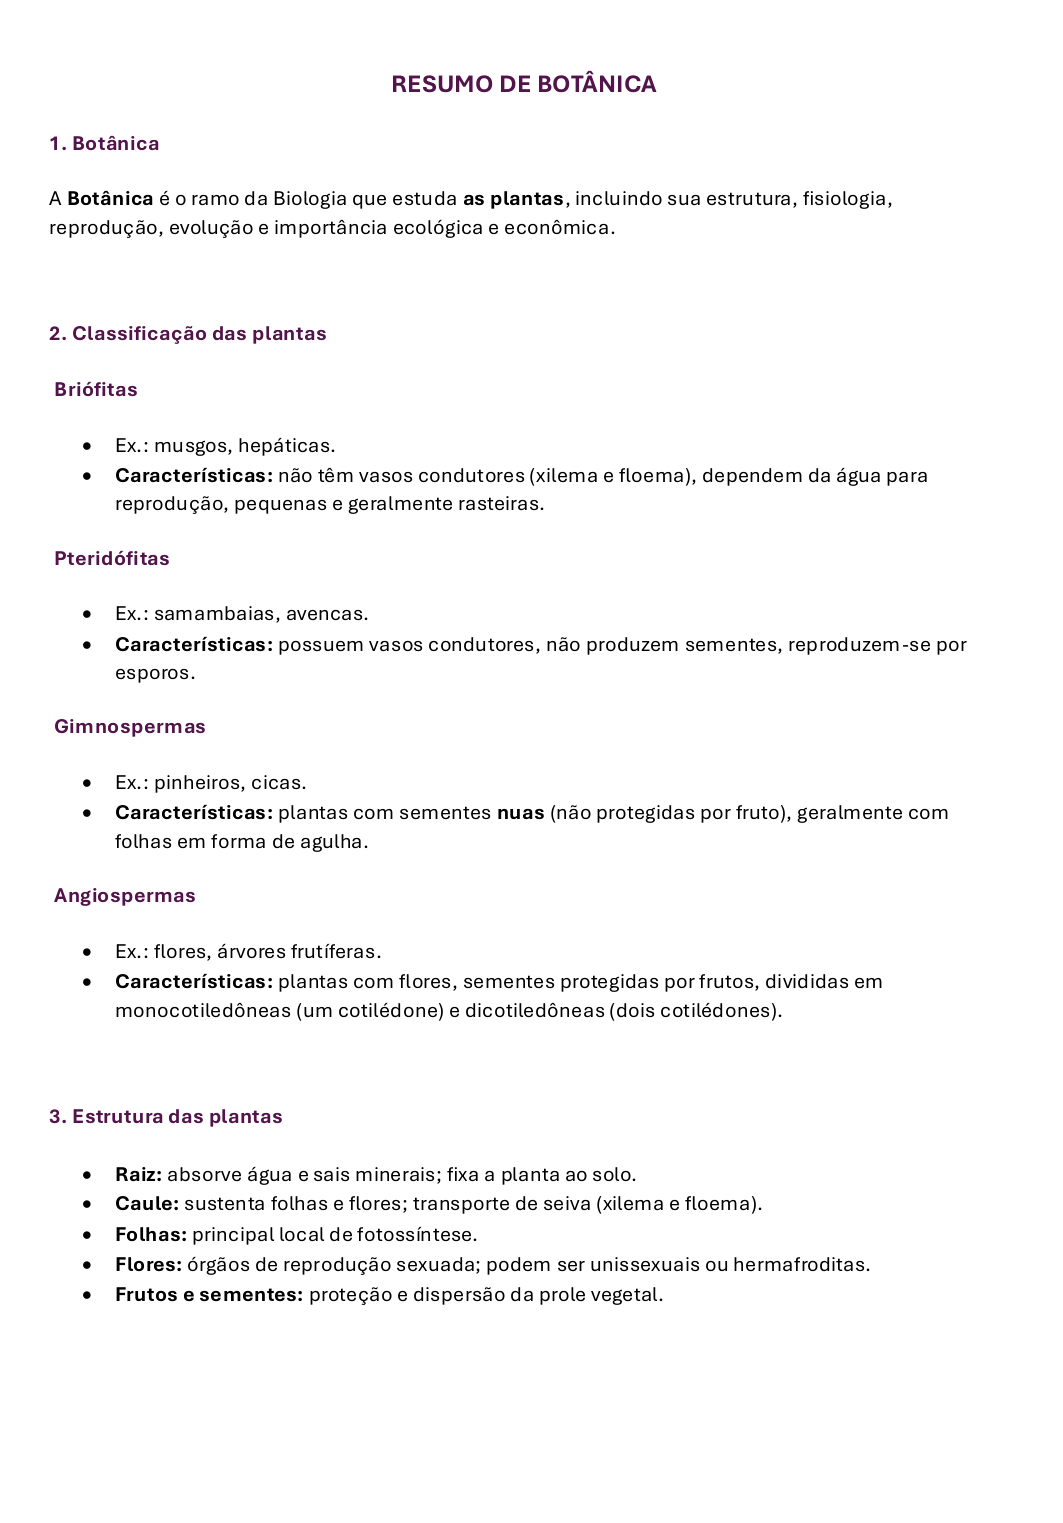 RESUMO DE BOTÂNICA
1. Botânica
A Botânica é o ramo da Biologia que estuda as plantas, incluindo sua estrutura, fisiologia,
reprodução, evolução e importância ecológica e econômica.
2. Classificação das plantas
Briófitas
• Ex.: musgos, hepáticas.
• Características: não têm vasos condutores (xilema e floema), dependem da água para
reprodução, pequenas e geralmente rasteiras.
Pteridófitas
• Ex.: samambaias, avencas.
• Características: possuem vasos condutores, não produzem sementes, reproduzem-se por
esporos.
Gimnospermas
• Ex.: pinheiros, cicas.
• Características: plantas com sementes nuas (não protegidas por fruto), geralmente com
folhas em forma de agulha.
Angiospermas
• Ex.: flores, árvores frutíferas.
• Características: plantas com flores, sementes protegidas por frutos, divididas em
monocotiledôneas (um cotilédone) e dicotiledôneas (dois cotilédones).
3. Estrutura das plantas
• Raiz: absorve água e sais minerais; fixa a planta ao solo.
• Caule: sustenta folhas e flores; transporte de seiva (xilema e floema).
• Folhas: principal local de fotossíntese.
• Flores: órgãos de reprodução sexuada; podem ser unissexuais ou hermafroditas.
• Frutos e sementes: proteção e dispersão da prole vegetal.